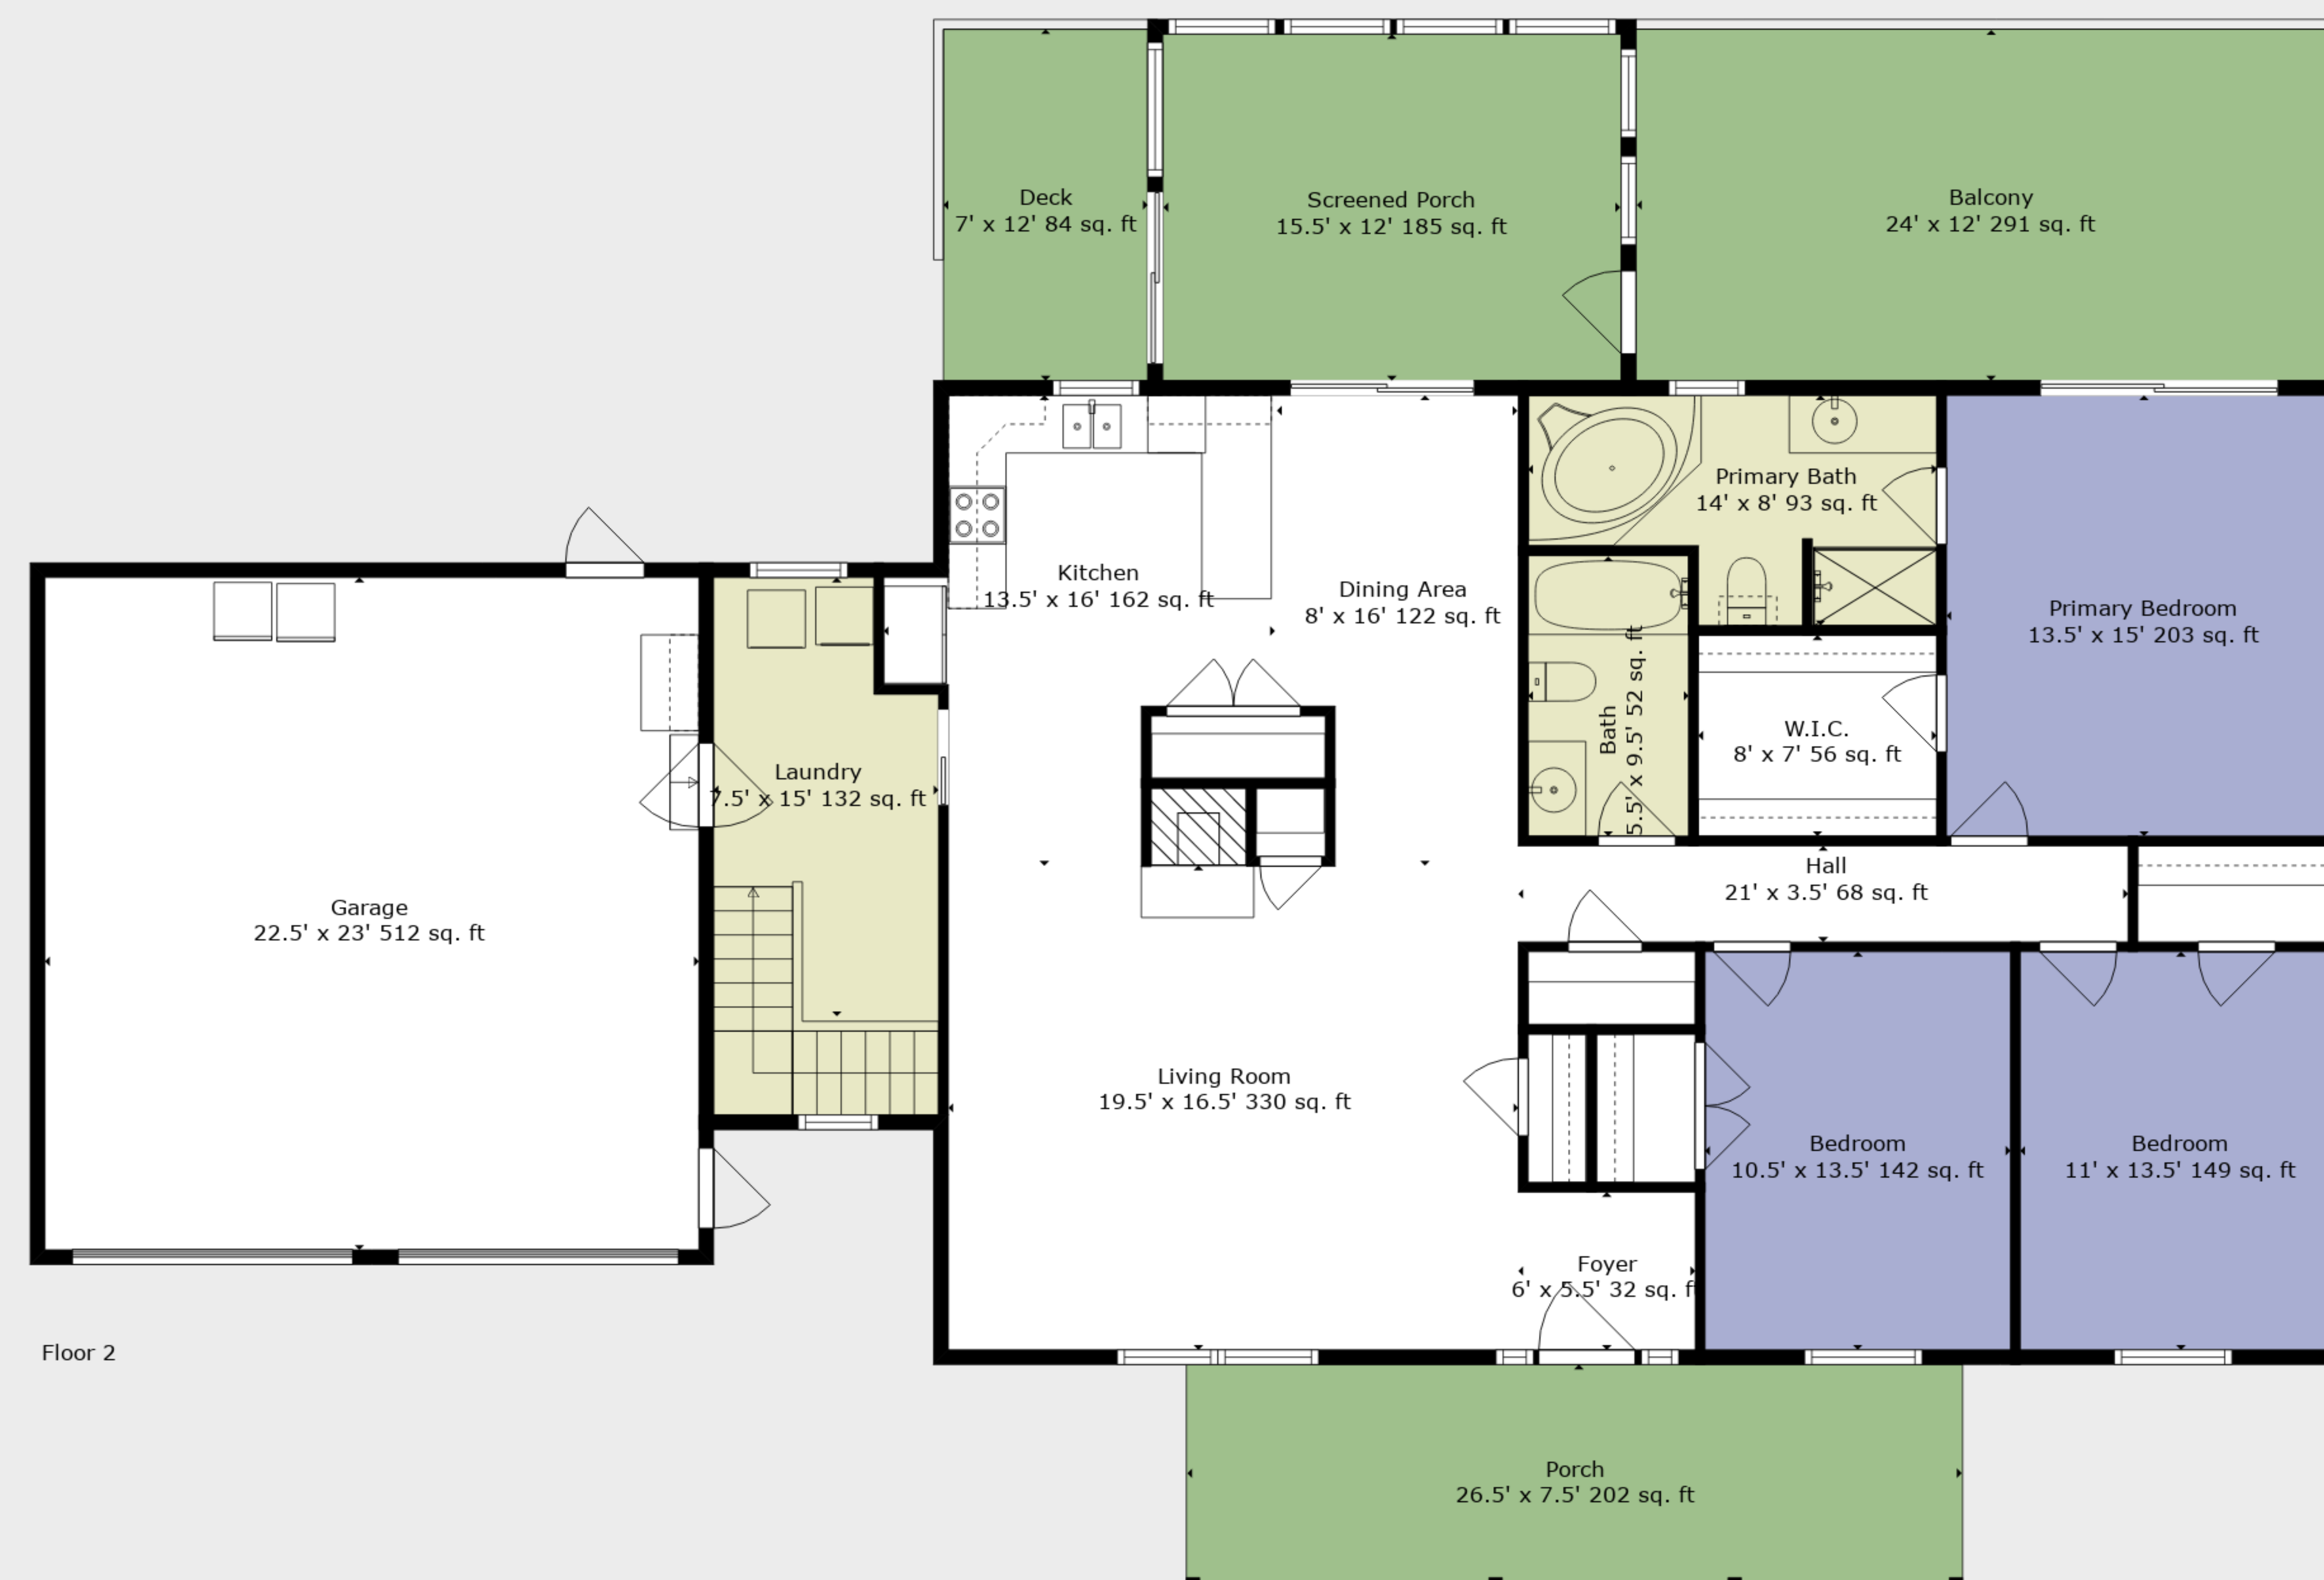 Deck
7' x 12' 84 sq. ft
Screened Porch
15.5' x 12' 185 sq. ft
Balcony
24' x 12' 291 sq. ft
Primary Bath
14' x 8' 93 sq. ft
Kitchen
13.5' x 16' 162 sq. ft
Dining Area
8' x 16' 122 sq. ft
Primary Bedroom
13.5' x 15' 203 sq. ft
Bath
5.5' x 9.5' 52 sq. ft
W.I.C.
8' x 7' 56 sq. ft
Laundry
7.5' x 15' 132 sq. ft
Hall
21' x 3.5' 68 sq. ft
Garage
22.5' x 23' 512 sq. ft
Living Room
19.5' x 16.5' 330 sq. ft
Bedroom
10.5' x 13.5' 142 sq. ft
Bedroom
11' x 13.5' 149 sq. ft
Foyer
6' x 5.5' 32 sq. ft
Floor 2
Porch
26.5' x 7.5' 202 sq. ft